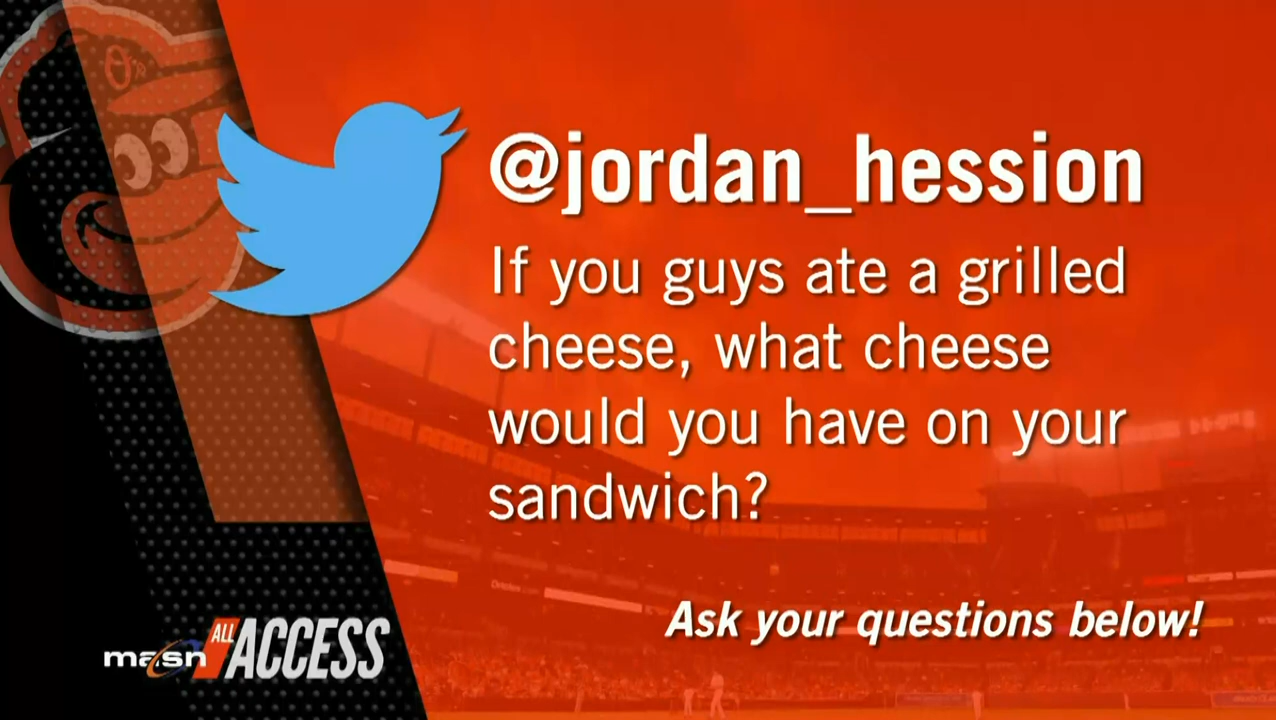 @jordan_hession
If you guys ate a grilled
cheese, what cheese
would you have on your
sandwich?
Ask your questions below!
masn ALL ACCESS